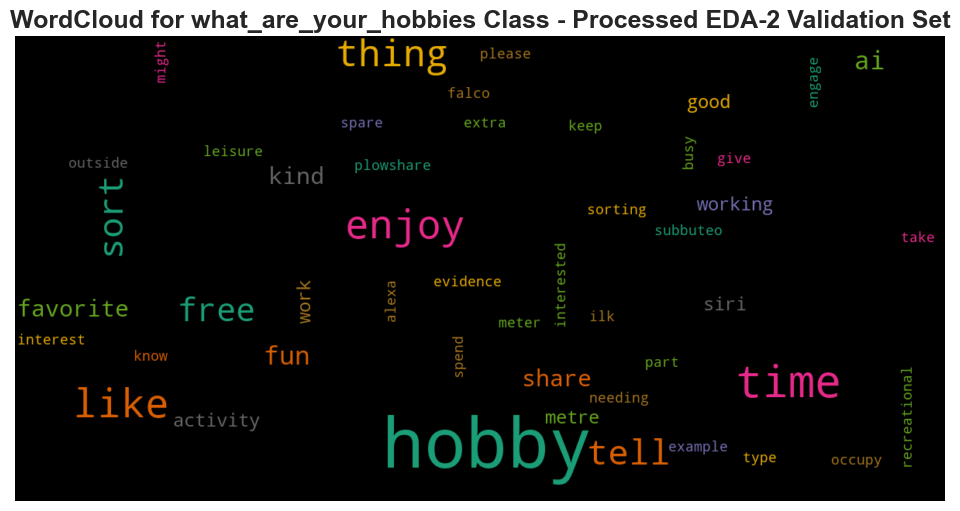 WordCloud for what_are_your_hobbies Class - Processed EDA-2 Validation Set
might
thing
please
ai
engage
falco
good
spare
extra
keep
busy
leisure
outside
kind
plowshare
give
sort
enjoy
sorting
working
subbuteo
take
interested
favorite
free
work
alexa
evidence
meter
ilk
siri
interest
know
fun
spend
share
part
needing
time
recreational
like
activity
hobby
metre
tell
example
type
occupy